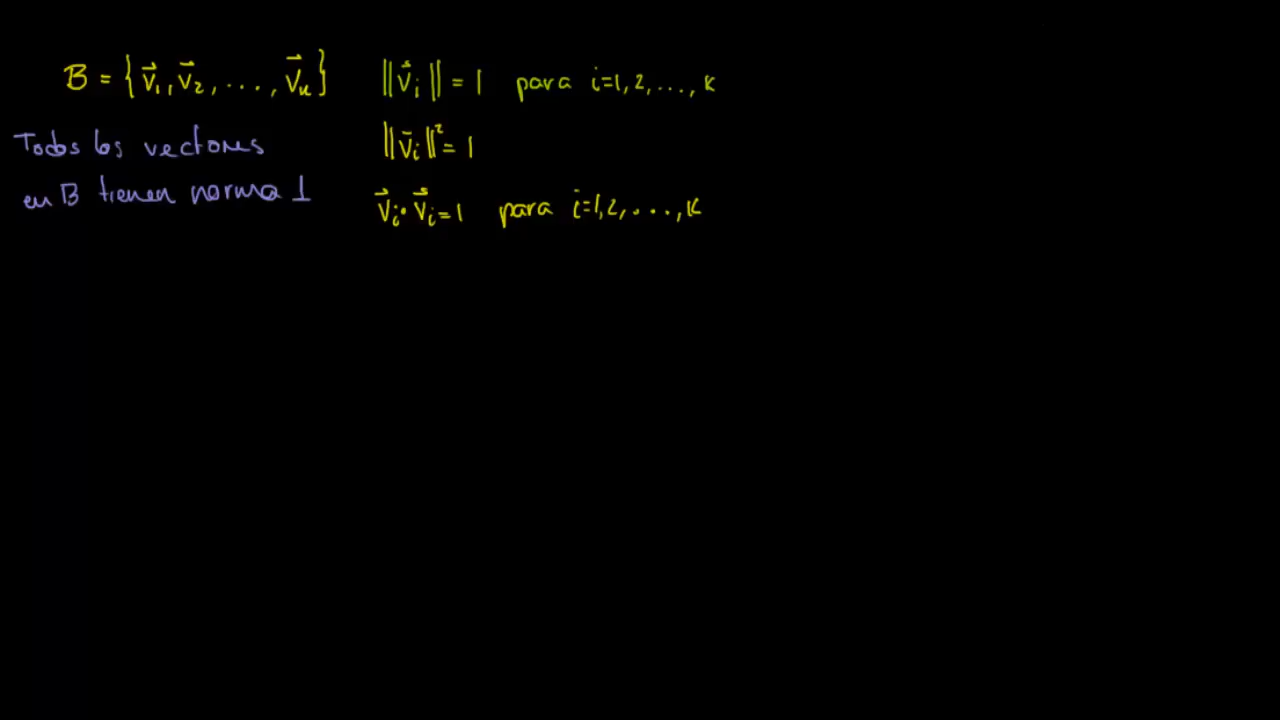 B = {v⃗₁, v⃗₂, ..., v⃗ₖ} ||v⃗ᵢ|| = 1 para i=1, 2, ..., k
Todos los vectores
en B tienen norma 1
||v⃗ᵢ||² = 1
v⃗ᵢ · v⃗ᵢ = 1 para i=1, 2, ..., k